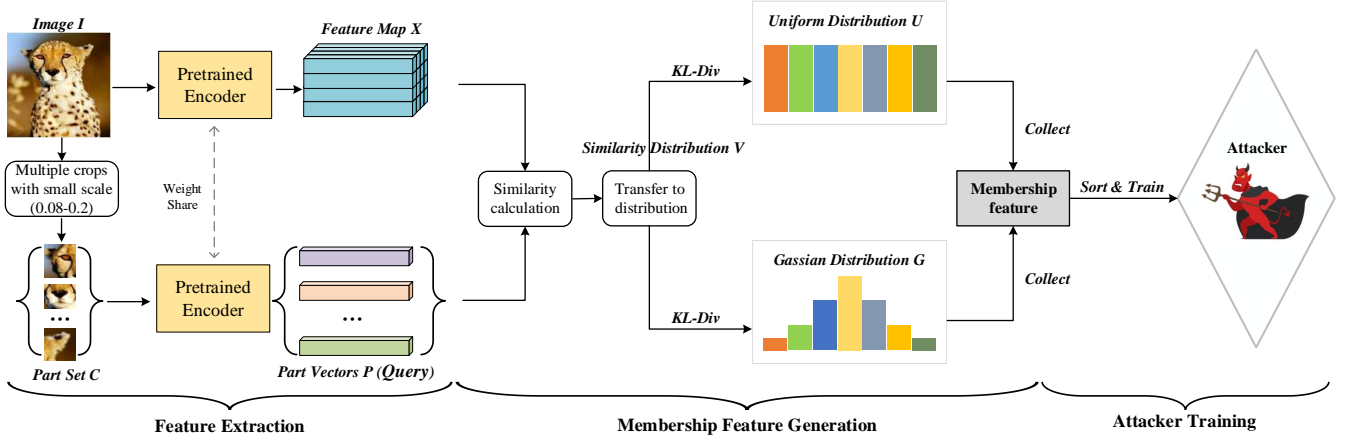 Image I
Pretrained
Encoder
Feature Map X
Multiple crops
with small scale
(0.08-0.2)
Weight
Share
...
Part Set C
Pretrained
Encoder
...
Part Vectors P (Query)
Feature Extraction
Similarity
calculation
Similarity Distribution V
Transfer to
distribution
KL-Div
KL-Div
Uniform Distribution U
Gassian Distribution G
Collect
Collect
Membership
feature
Membership Feature Generation
Sort & Train
Attacker
Attacker Training